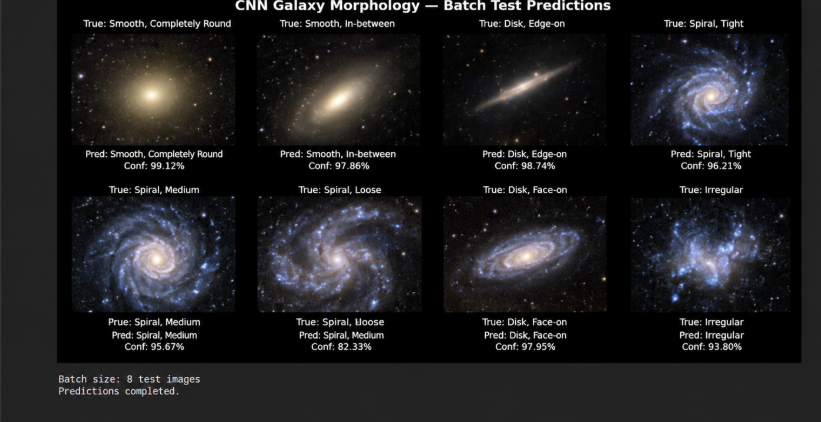 CNN Galaxy Morphology — Batch Test Predictions
True: Smooth, Completely Round
True: Smooth, In-between
True: Disk, Edge-on
True: Spiral, Tight
Pred: Smooth, Completely Round
Conf: 99.12%
Pred: Smooth, In-between
Conf: 97.86%
Pred: Disk, Edge-on
Conf: 98.74%
Pred: Spiral, Tight
Conf: 96.21%
True: Spiral, Medium
True: Spiral, Loose
True: Disk, Face-on
True: Irregular
Prue: Spiral, Medium
Pred: Spiral, Medium
Conf: 95.67%
True: Spiral, Ƚoose
Pred: Spiral, Medium
Conf: 82.33%
True: Disk, Face-on
Pred: Disk, Face-on
Conf: 97.95%
True: Irregular
Pred: Irregular
Conf: 93.80%
Batch size: 8 test images
Predictions completed.